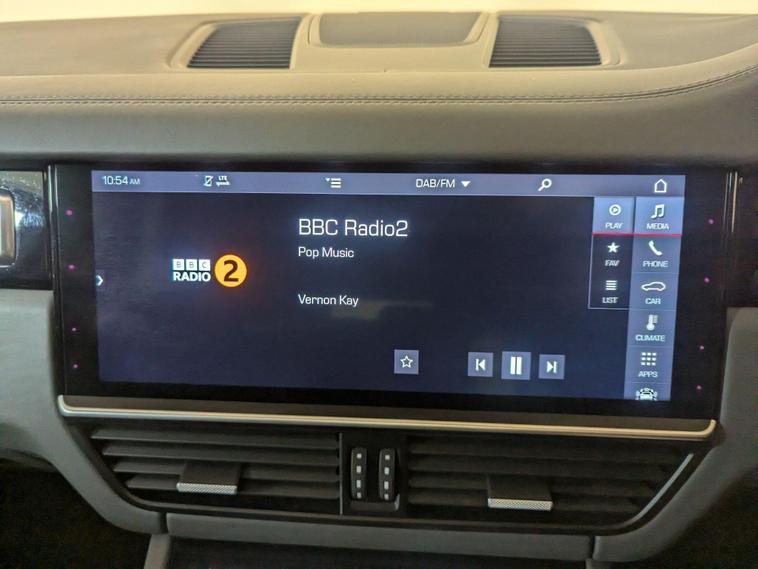 10:54 AM
LTE
DAB/FM
BBC Radio2
Pop Music
Vernon Kay
BBC
RADIO 2
PLAY
FAV
LIST
MEDIA
PHONE
CAR
CLIMATE
APPS